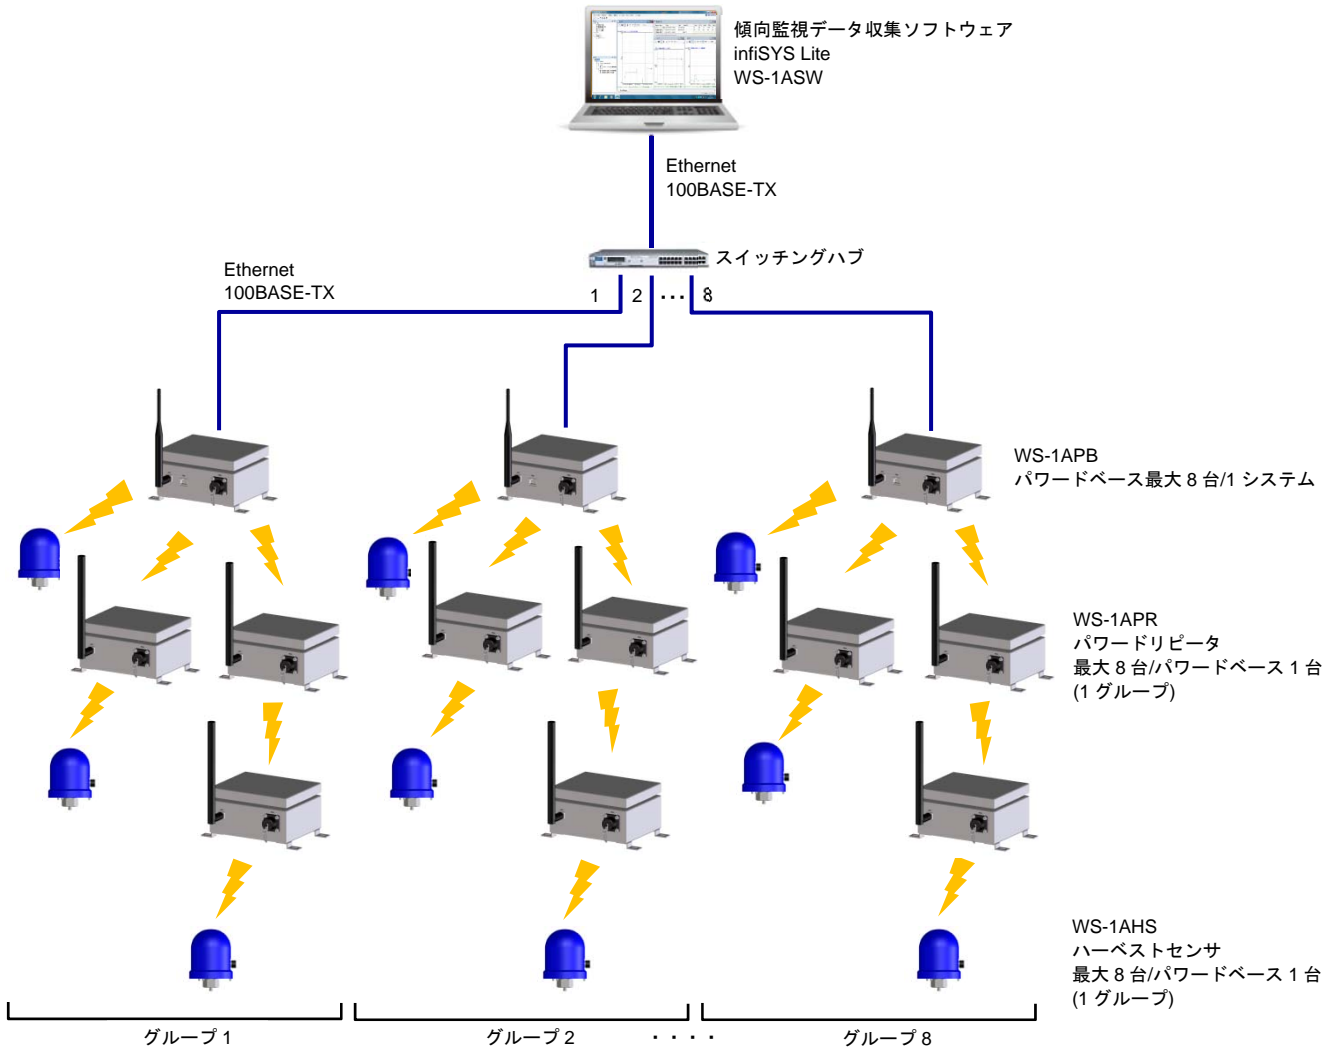 傾向監視データ収集ソフトウェア
infiSYS Lite
WS-1ASW
Ethernet
100BASE-TX
スイッチングハブ
Ethernet
100BASE-TX
1 2 ・・・ 8
WS-1APB
パワードベース最大 8 台/1 システム
WS-1APR
パワードリピータ
最大 8 台/パワードベース 1 台
(1 グループ)
WS-1AHS
ハーベストセンサ
最大 8 台/パワードベース 1 台
(1 グループ)
グループ 1 グループ 2 ・・・・ グループ 8